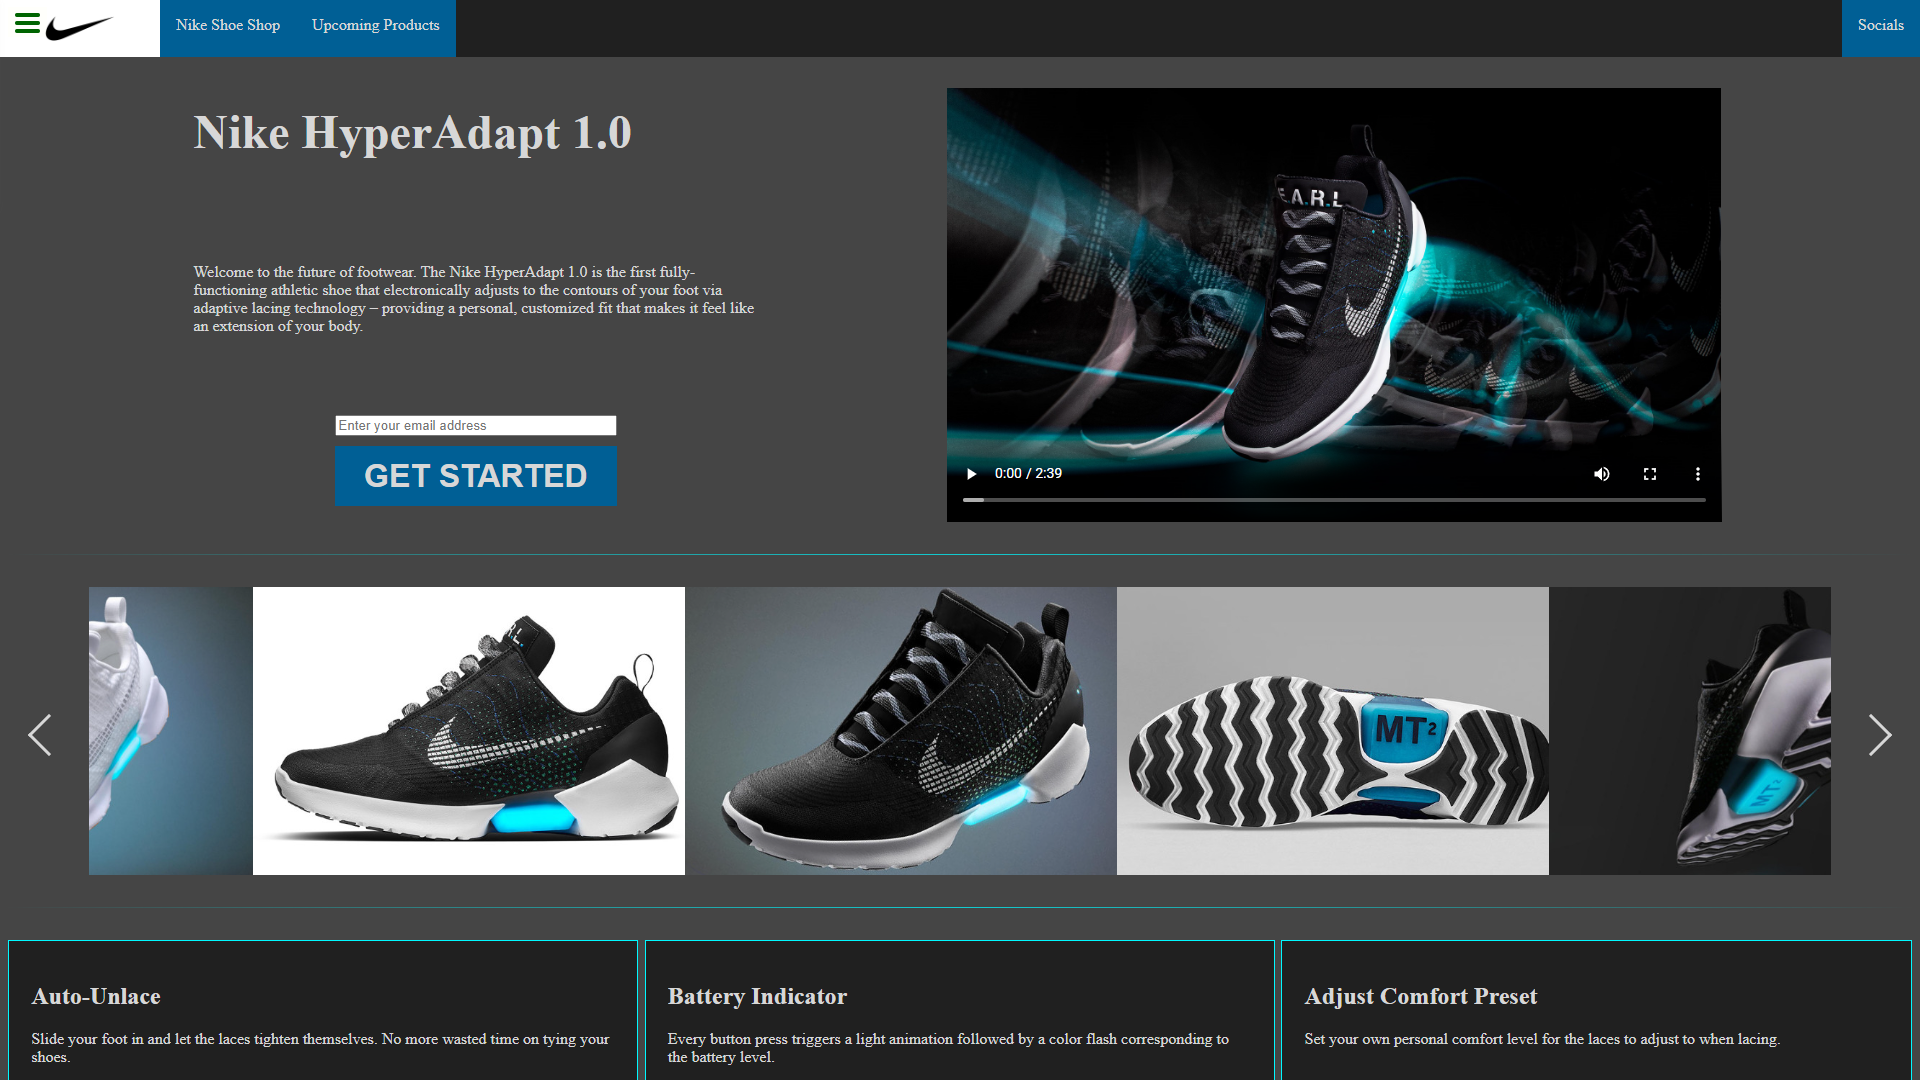 Nike Shoe Shop
Upcoming Products
Socials
Nike HyperAdapt 1.0
Welcome to the future of footwear. The Nike HyperAdapt 1.0 is the first fully-
functioning athletic shoe that electronically adjusts to the contours of your foot via
adaptive lacing technology – providing a personal, customized fit that makes it feel like
an extension of your body.
Enter your email address
GET STARTED
E.A.R.L
0:00 / 2:39
A.R.L
MT2
MT2
Auto-Unlace
Slide your foot in and let the laces tighten themselves. No more wasted time on tying your
shoes.
Battery Indicator
Every button press triggers a light animation followed by a color flash corresponding to
the battery level.
Adjust Comfort Preset
Set your own personal comfort level for the laces to adjust to when lacing.